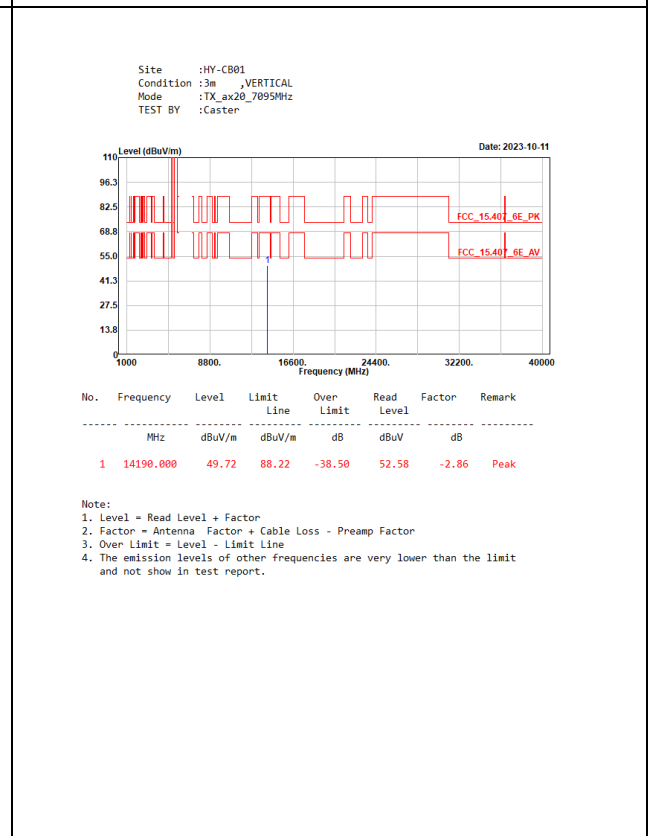 Site      :HY-CB01
Condition :3m    ,VERTICAL
Mode      :TX_ax20_7095MHz
TEST BY   :Caster
Level (dBuV/m)
Date: 2023-10-11
110
96.3
82.5
68.8
55.0
41.3
27.5
13.8
0
FCC_15.407_6E_PK
FCC_15.407_6E_AV
1
1000 8800. 16600. 24400. 32200. 40000
Frequency (MHz)
No. Frequency Level Limit Over Read Factor Remark
Line Limit Level
------ ----------- -------- --------- --------- --------- -------- ---------
MHz dBuV/m dBuV/m dB dBuV dB
1 14190.000 49.72 88.22 -38.50 52.58 -2.86 Peak
Note:
1. Level = Read Level + Factor
2. Factor = Antenna  Factor + Cable Loss - Preamp Factor
3. Over Limit = Level - Limit Line
4. The emission levels of other frequencies are very lower than the limit
and not show in test report.